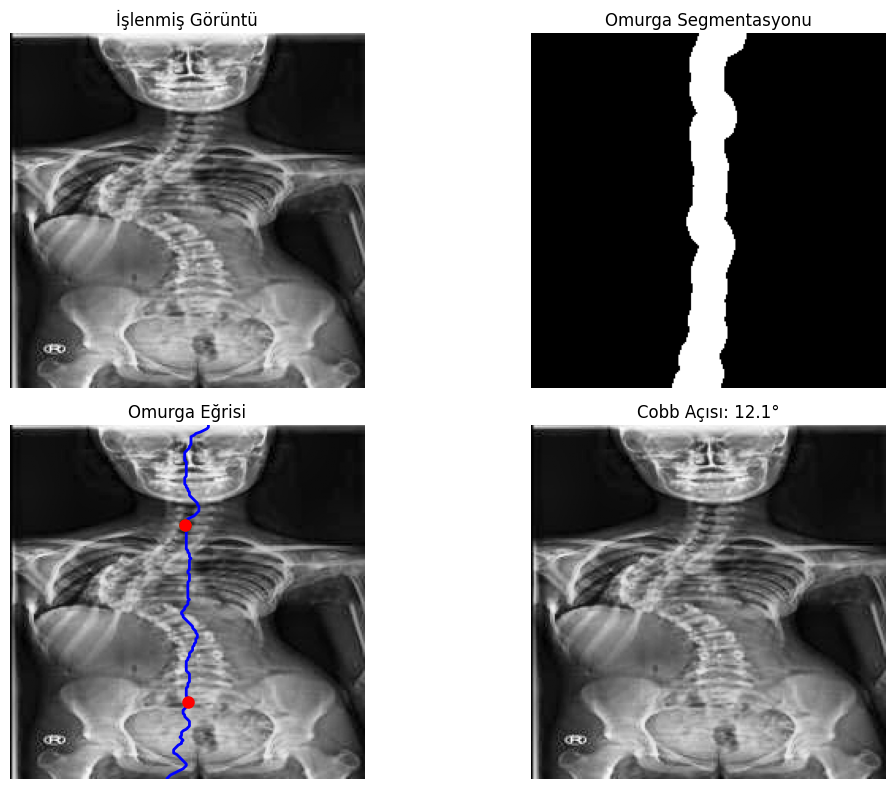 İşlenmiş Görüntü
Omurga Segmentasyonu
R
Omurga Eğrisi
Cobb Açısı: 12.1°
R
R